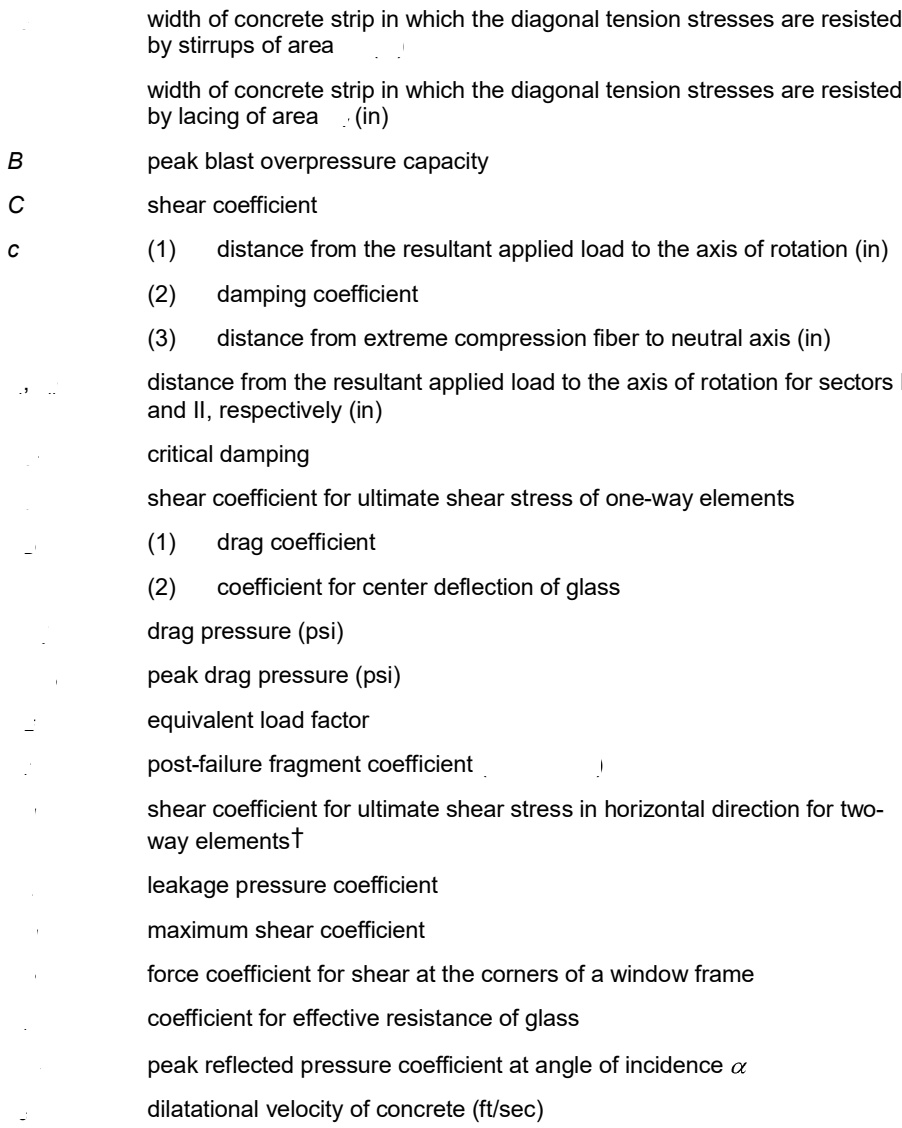 width of concrete strip in which the diagonal tension stresses are resisted
by stirrups of area
width of concrete strip in which the diagonal tension stresses are resisted
by lacing of area (in)
B peak blast overpressure capacity
C shear coefficient
c (1) distance from the resultant applied load to the axis of rotation (in)
(2) damping coefficient
(3) distance from extreme compression fiber to neutral axis (in)
, distance from the resultant applied load to the axis of rotation for sectors I
and II, respectively (in)
critical damping
shear coefficient for ultimate shear stress of one-way elements
(1) drag coefficient
(2) coefficient for center deflection of glass
drag pressure (psi)
peak drag pressure (psi)
equivalent load factor
post-failure fragment coefficient
shear coefficient for ultimate shear stress in horizontal direction for two-
way elements†
leakage pressure coefficient
maximum shear coefficient
force coefficient for shear at the corners of a window frame
coefficient for effective resistance of glass
peak reflected pressure coefficient at angle of incidence α
dilatational velocity of concrete (ft/sec)